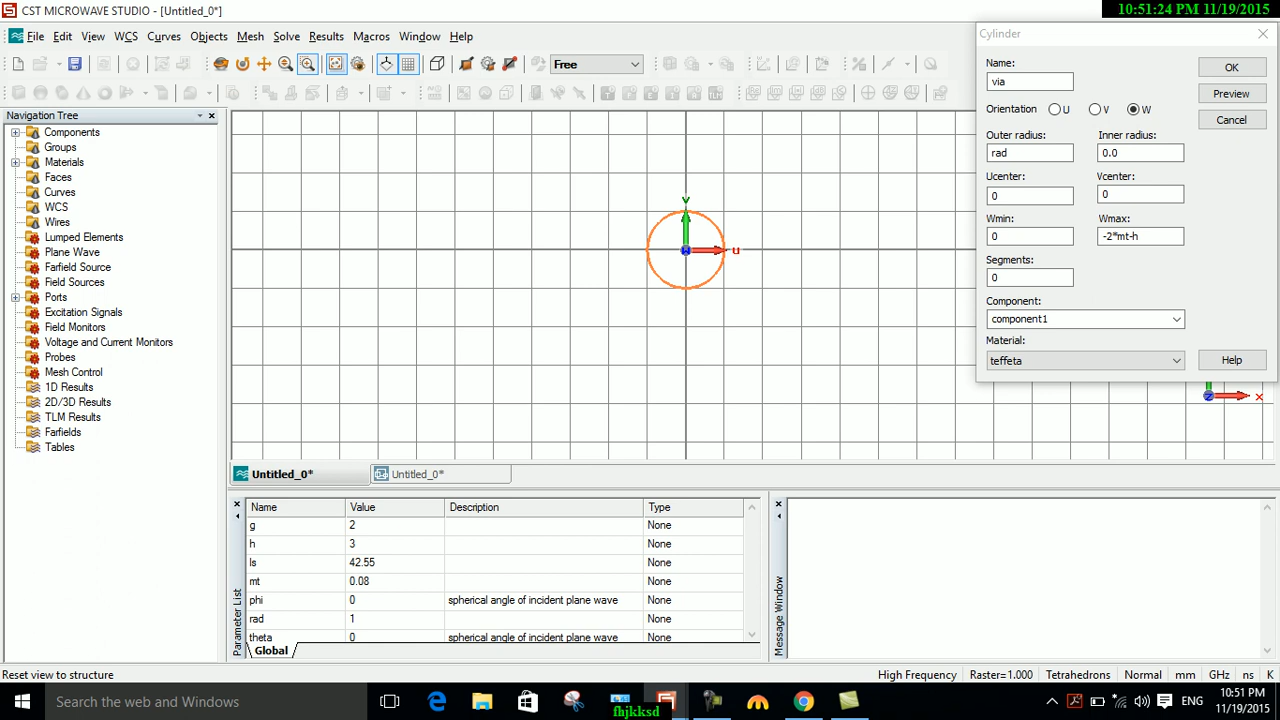 CST MICROWAVE STUDIO - [Untitled_0*]
10:51:24 PM 11/19/2015
File Edit View WCS Curves Objects Mesh Solve Results Macros Window Help
Free
Navigation Tree
Components
Groups
Materials
Faces
Curves
WCS
Wires
Lumped Elements
Plane Wave
Farfield Source
Field Sources
Ports
Excitation Signals
Field Monitors
Voltage and Current Monitors
Probes
Mesh Control
1D Results
2D/3D Results
TLM Results
Farfields
Tables
v
u
w
z
x
Cylinder
Name:
via
OK
Preview
Cancel
Orientation U V W
Outer radius: Inner radius:
rad 0.0
Ucenter: Vcenter:
0 0
Wmin: Wmax:
0 -2*mt-h
Segments:
0
Component:
component1
Material:
teffeta
Help
Untitled_0* Untitled_0*
Parameter List
Name Value Description Type
g 2 None
h 3 None
ls 42.55 None
mt 0.08 None
phi 0 spherical angle of incident plane wave None
rad 1 None
theta 0 spherical angle of incident plane wave None
Global
Message Window
Reset view to structure
High Frequency Raster=1.000 Tetrahedrons Normal mm GHz ns K
Search the web and Windows
fhjkksd
ENG
10:51 PM
11/19/2015